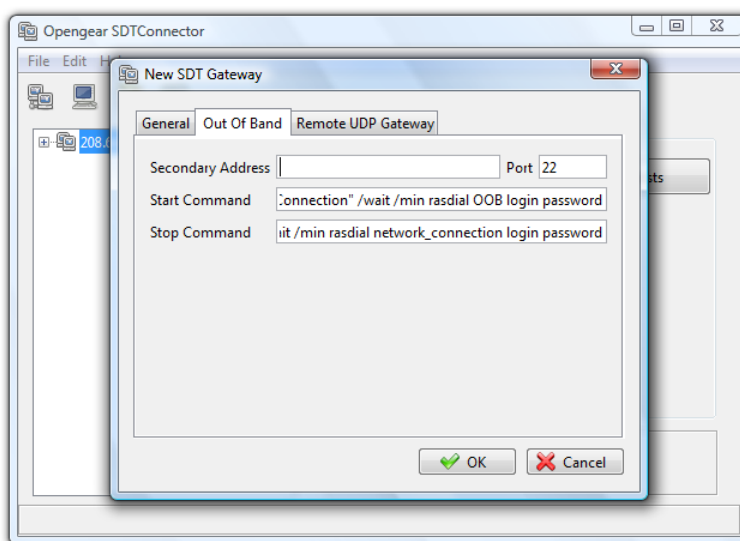 Opengear SDTConnector
File Edit
New SDT Gateway
General Out Of Band Remote UDP Gateway
208.
Secondary Address Port 22
Start Command Connection" /wait /min rasdial OOB login password
Stop Command it /min rasdial network_connection login password
OK Cancel